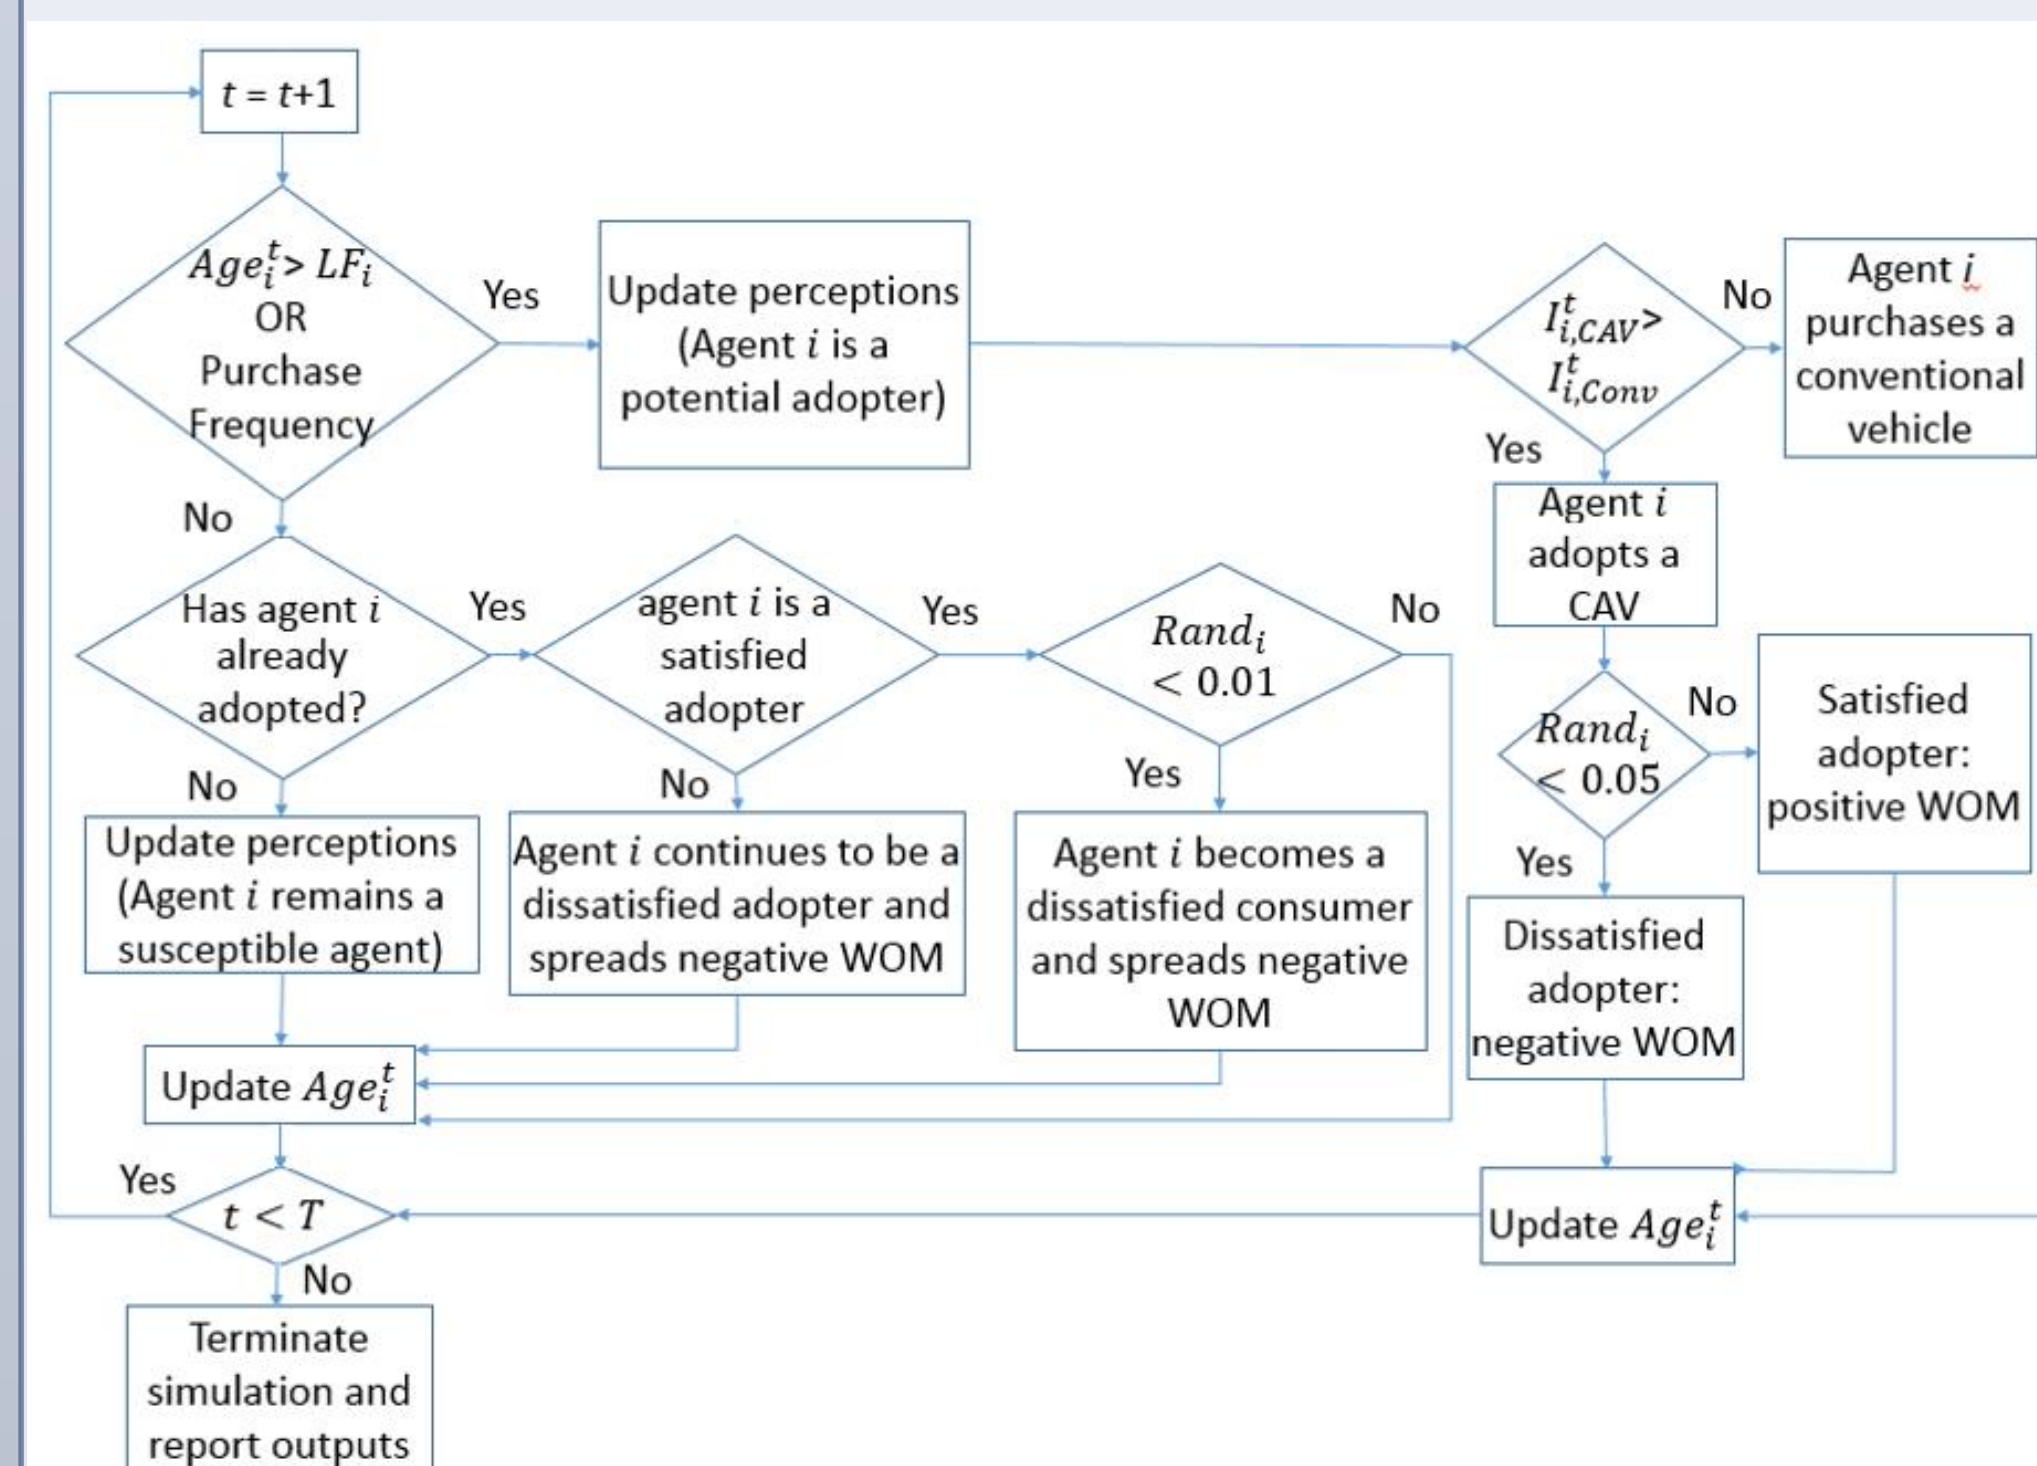 t = t+1
Age_i^t > LF_i
OR
Purchase
Frequency
Yes
Update perceptions
(Agent i is a
potential adopter)
I_{i,CAV}^t >
I_{i,Conv}^t
No
Agent i
purchases a
conventional
vehicle
Yes
Agent i
adopts a
CAV
No
Has agent i
already
adopted?
Yes
agent i is a
satisfied
adopter
Yes
Rand_i
< 0.01
No
Rand_i
< 0.05
No
Satisfied
adopter:
positive WOM
No
Update perceptions
(Agent i remains a
susceptible agent)
No
Agent i continues to be a
dissatisfied adopter and
spreads negative WOM
Yes
Agent i becomes a
dissatisfied consumer
and spreads negative
WOM
Yes
Dissatisfied
adopter:
negative WOM
Update Age_i^t
Yes
t < T
Update Age_i^t
No
Terminate
simulation and
report outputs